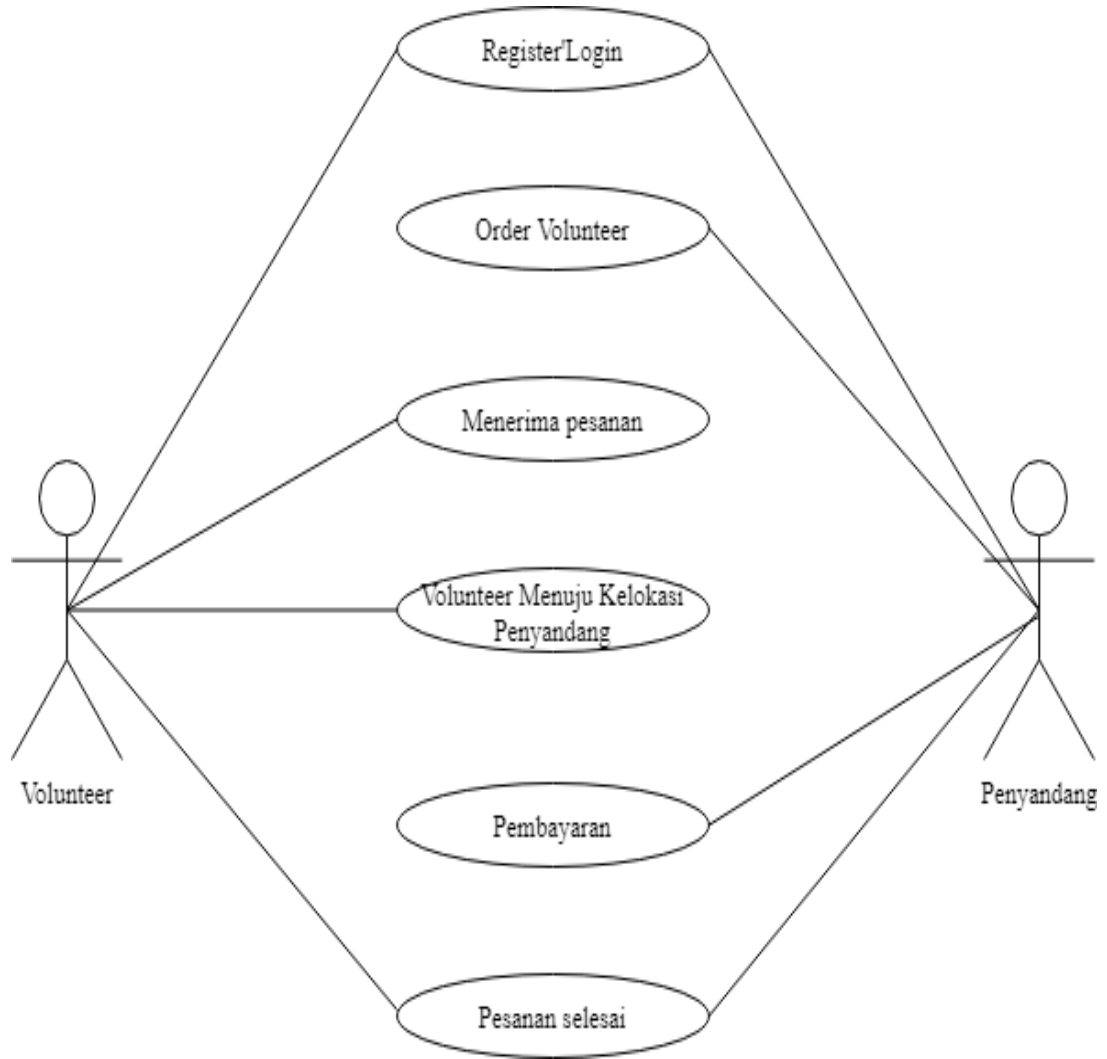 Register'Login
Order Volunteer
Menerima pesanan
Volunteer Menuju Kelokasi
Penyandang
Volunteer
Penyandang
Pembayaran
Pesanan selesai